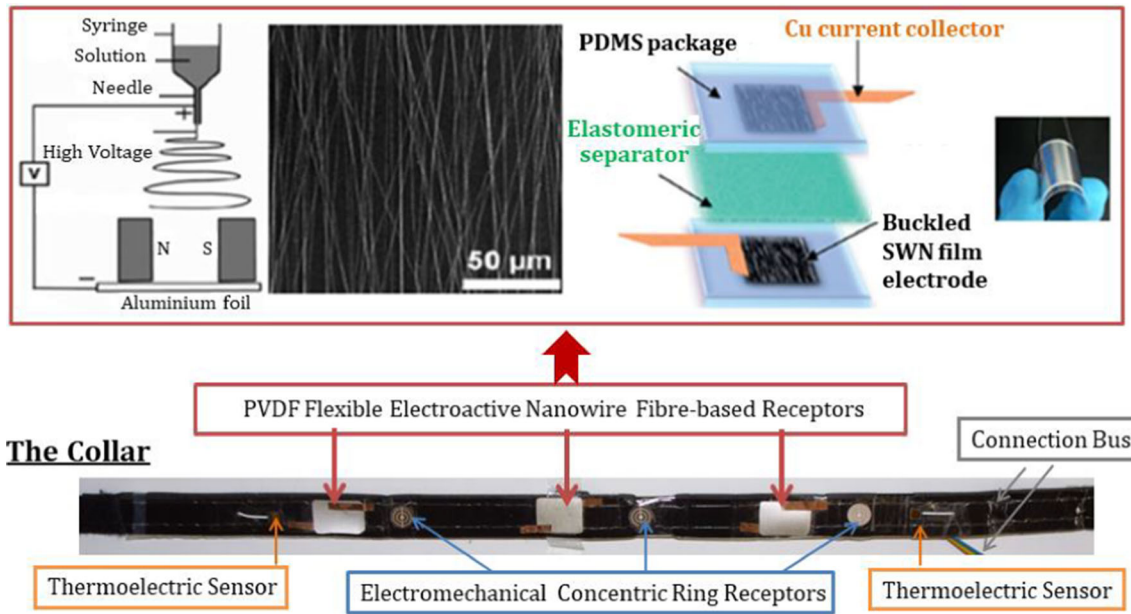 Syringe
Solution
Needle
+
High Voltage
V
N S
−
Aluminium foil
50 µm
PDMS package
Cu current collector
Elastomeric
separator
Buckled
SWN film
electrode
PVDF Flexible Electroactive Nanowire Fibre-based Receptors
The Collar
Connection Bus
Thermoelectric Sensor
Electromechanical Concentric Ring Receptors
Thermoelectric Sensor